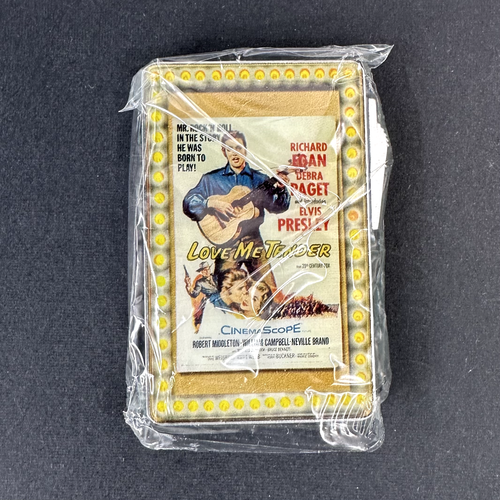 MR. ROCK 'N' ROLL...
IN THE STORY
HE WAS
BORN TO
PLAY!
RICHARD
EGAN
DEBRA
PAGET
ELVIS
PRESLEY
LOVE ME TENDER
CINEMASCOPE
ROBERT MIDDLETON · WILLIAM CAMPBELL · NEVILLE BRAND